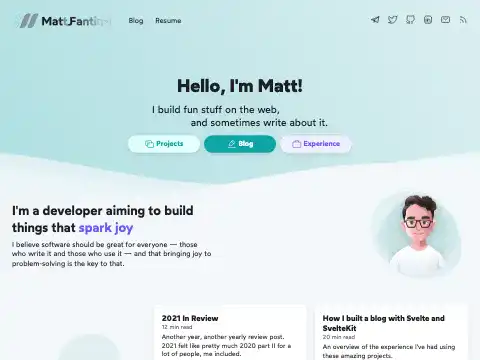 Matt
Blog
Resume
Hello, I'm Matt!
I build fun stuff on the web,
and sometimes write about it.
Projects
Blog
Experience
I'm a developer aiming to build
things that spark joy
I believe software should be great for everyone — those
who write it and those who use it — and that bringing joy to
problem-solving is the key to that.
2021 In Review
12 min read
Another year, another yearly review post.
2021 felt like pretty much 2020 part II for a
lot of people, me included.
How I built a blog with Svelte and
SvelteKit
20 min read
An overview of the experience I've had using
these amazing projects.